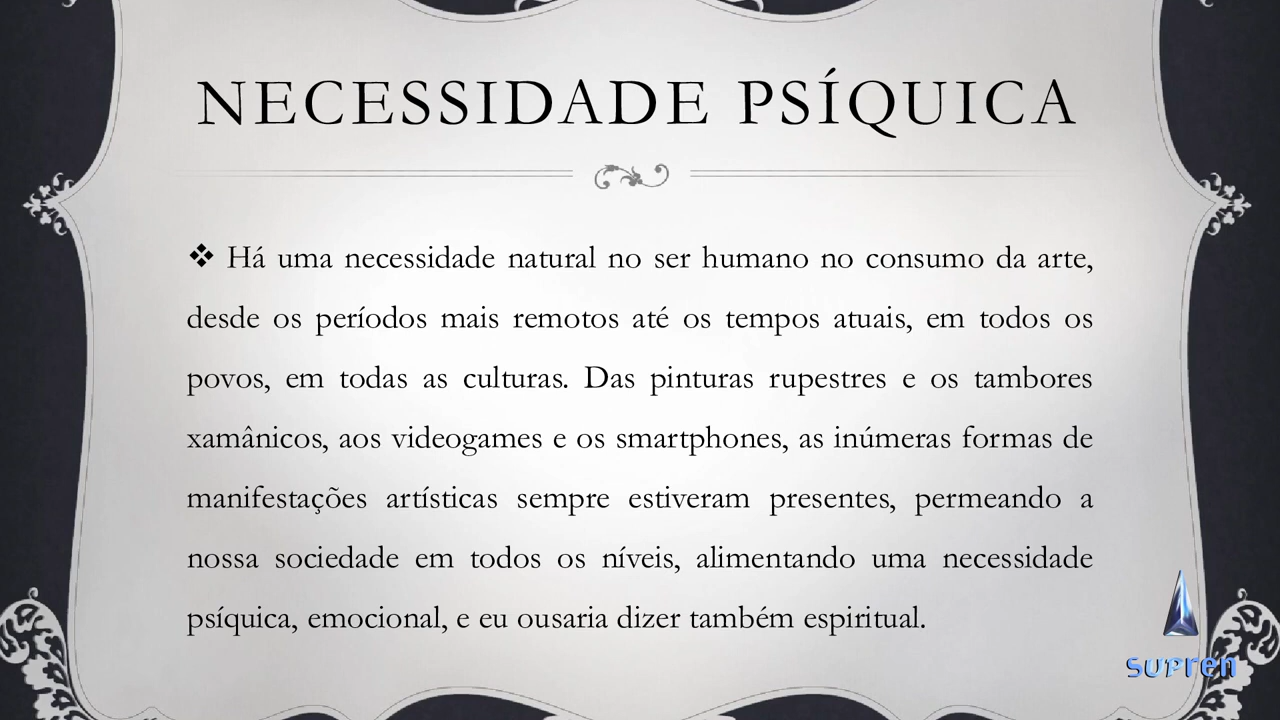 NECESSIDADE PSÍQUICA
❖ Há uma necessidade natural no ser humano no consumo da arte,
desde os períodos mais remotos até os tempos atuais, em todos os
povos, em todas as culturas. Das pinturas rupestres e os tambores
xamânicos, aos videogames e os smartphones, as inúmeras formas de
manifestações artísticas sempre estiveram presentes, permeando a
nossa sociedade em todos os níveis, alimentando uma necessidade
psíquica, emocional, e eu ousaria dizer também espiritual.
supren